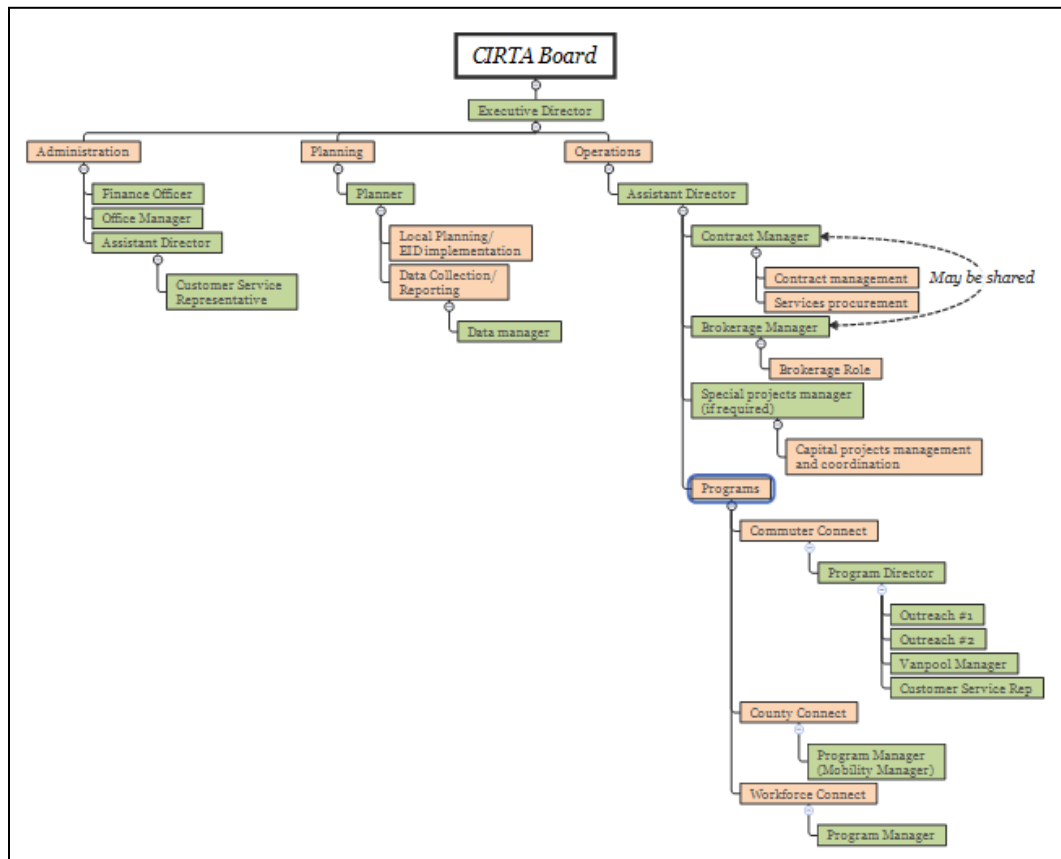 CIRTA Board
Executive Director
Administration
Planning
Operations
Finance Officer
Office Manager
Assistant Director
Customer Service
Representative
Planner
Local Planning/
EID implementation
Data Collection/
Reporting
Data manager
Assistant Director
Contract Manager
Contract management
Services procurement
May be shared
Brokerage Manager
Brokerage Role
Special projects manager
(if required)
Capital projects management
and coordination
Programs
Commuter Connect
Program Director
Outreach #1
Outreach #2
Vanpool Manager
Customer Service Rep
County Connect
Program Manager
(Mobility Manager)
Workforce Connect
Program Manager